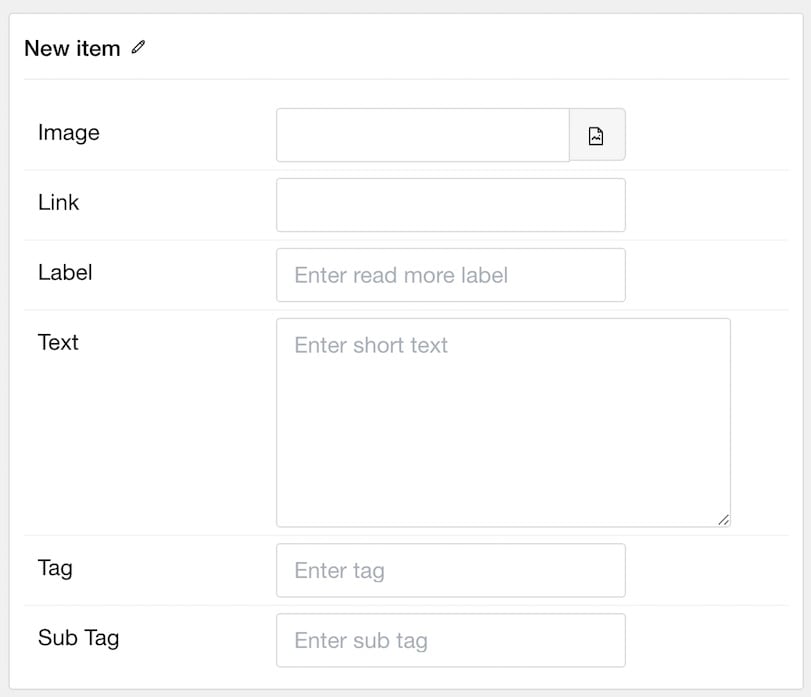 New item
Image
Link
Label
Enter read more label
Text
Enter short text
Tag
Enter tag
Sub Tag
Enter sub tag